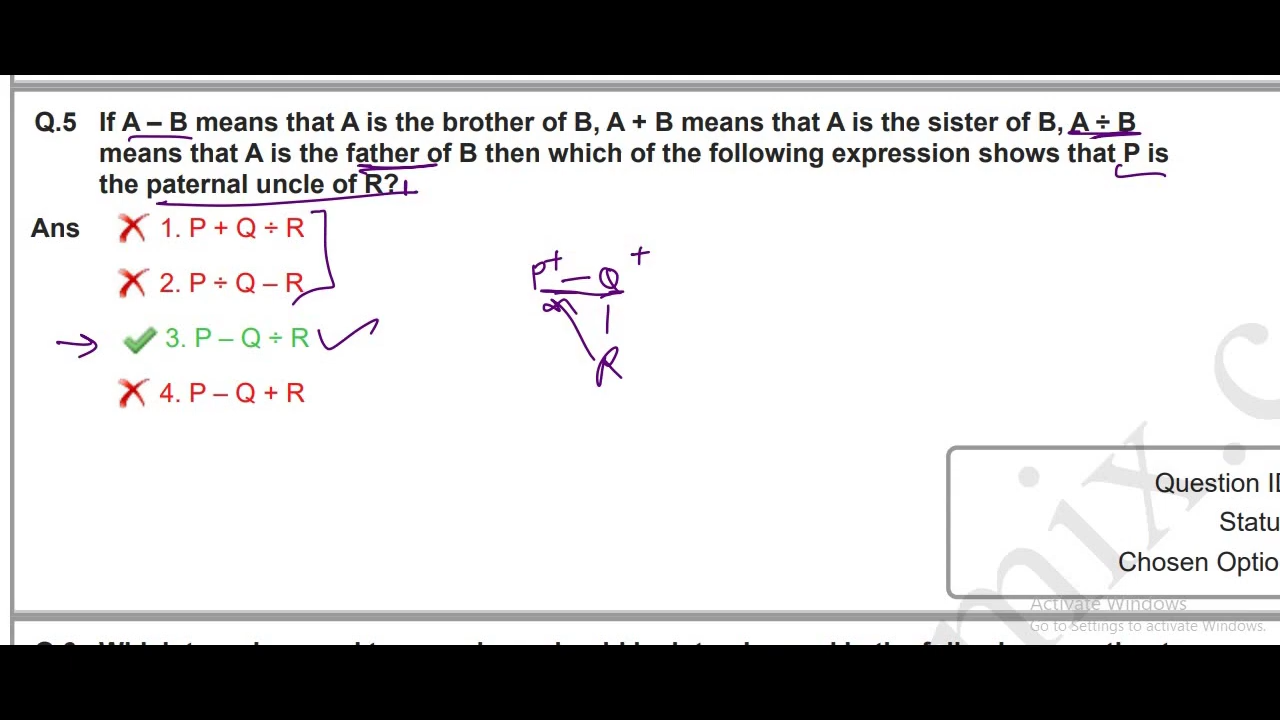 Q.5 If A – B means that A is the brother of B, A + B means that A is the sister of B, A ÷ B
means that A is the father of B then which of the following expression shows that P is
the paternal uncle of R?
Ans 1. P + Q ÷ R
2. P ÷ Q – R
3. P – Q ÷ R
4. P – Q + R
P+ – Q +
R
Question ID
Statu
Chosen Optio
mix.c
Activate Windows
Go to Settings to activate Windows.